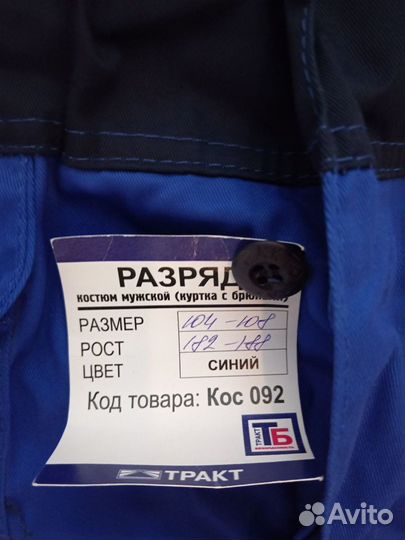 РАЗРЯД
костюм мужской (куртка с брюками)
РАЗМЕР 104-108
РОСТ 182-188
ЦВЕТ СИНИЙ
Код товара: Кос 092
ТРАКТ
ТБ
ТРАКТ
Avito